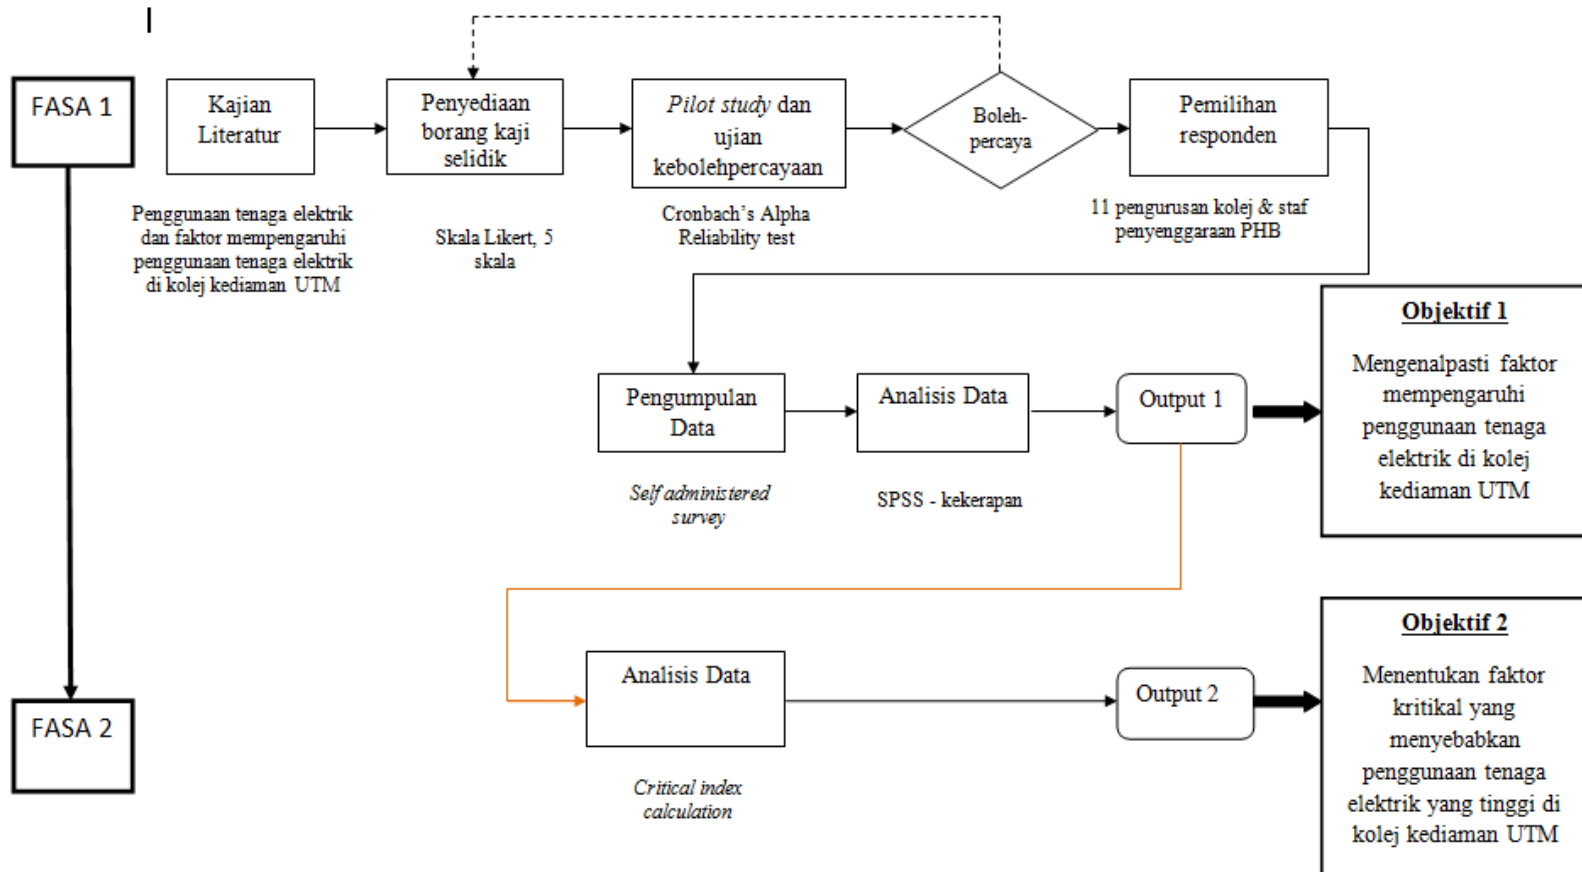 FASA 1
Kajian
Literatur
Penyediaan
borang kaji
selidik
Pilot study dan
ujian
kebolehpercayaan
Boleh-
percaya
Pemilihan
responden
Penggunaan tenaga elektrik
dan faktor mempengaruhi
penggunaan tenaga elektrik
di kolej kediaman UTM
Skala Likert, 5
skala
Cronbach's Alpha
Reliability test
11 pengurusan kolej & staf
penyenggaraan PHB
Pengumpulan
Data
Self administered
survey
Analisis Data
SPSS - kekerapan
Output 1
Objektif 1
Mengenalpasti faktor
mempengaruhi
penggunaan tenaga
elektrik di kolej
kediaman UTM
FASA 2
Analisis Data
Critical index
calculation
Output 2
Objektif 2
Menentukan faktor
kritikal yang
menyebabkan
penggunaan tenaga
elektrik yang tinggi di
kolej kediaman UTM